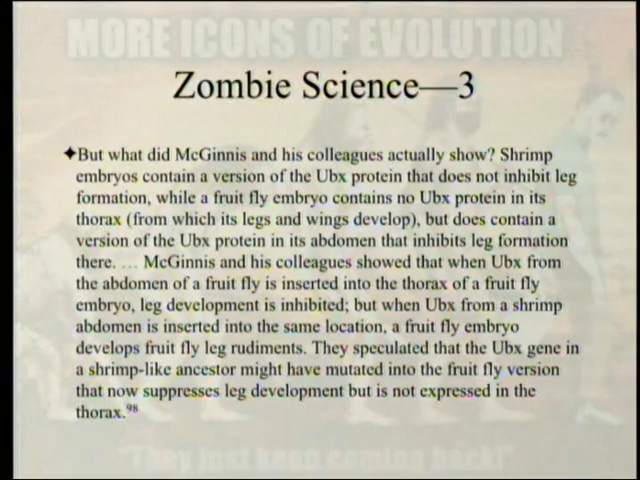 MORE ICONS OF EVOLUTION
Zombie Science—3
✦But what did McGinnis and his colleagues actually show? Shrimp
embryos contain a version of the Ubx protein that does not inhibit leg
formation, while a fruit fly embryo contains no Ubx protein in its
thorax (from which its legs and wings develop), but does contain a
version of the Ubx protein in its abdomen that inhibits leg formation
there. … McGinnis and his colleagues showed that when Ubx from
the abdomen of a fruit fly is inserted into the thorax of a fruit fly
embryo, leg development is inhibited; but when Ubx from a shrimp
abdomen is inserted into the same location, a fruit fly embryo
develops fruit fly leg rudiments. They speculated that the Ubx gene in
a shrimp-like ancestor might have mutated into the fruit fly version
that now suppresses leg development but is not expressed in the
thorax.98
"They just keep coming back!"